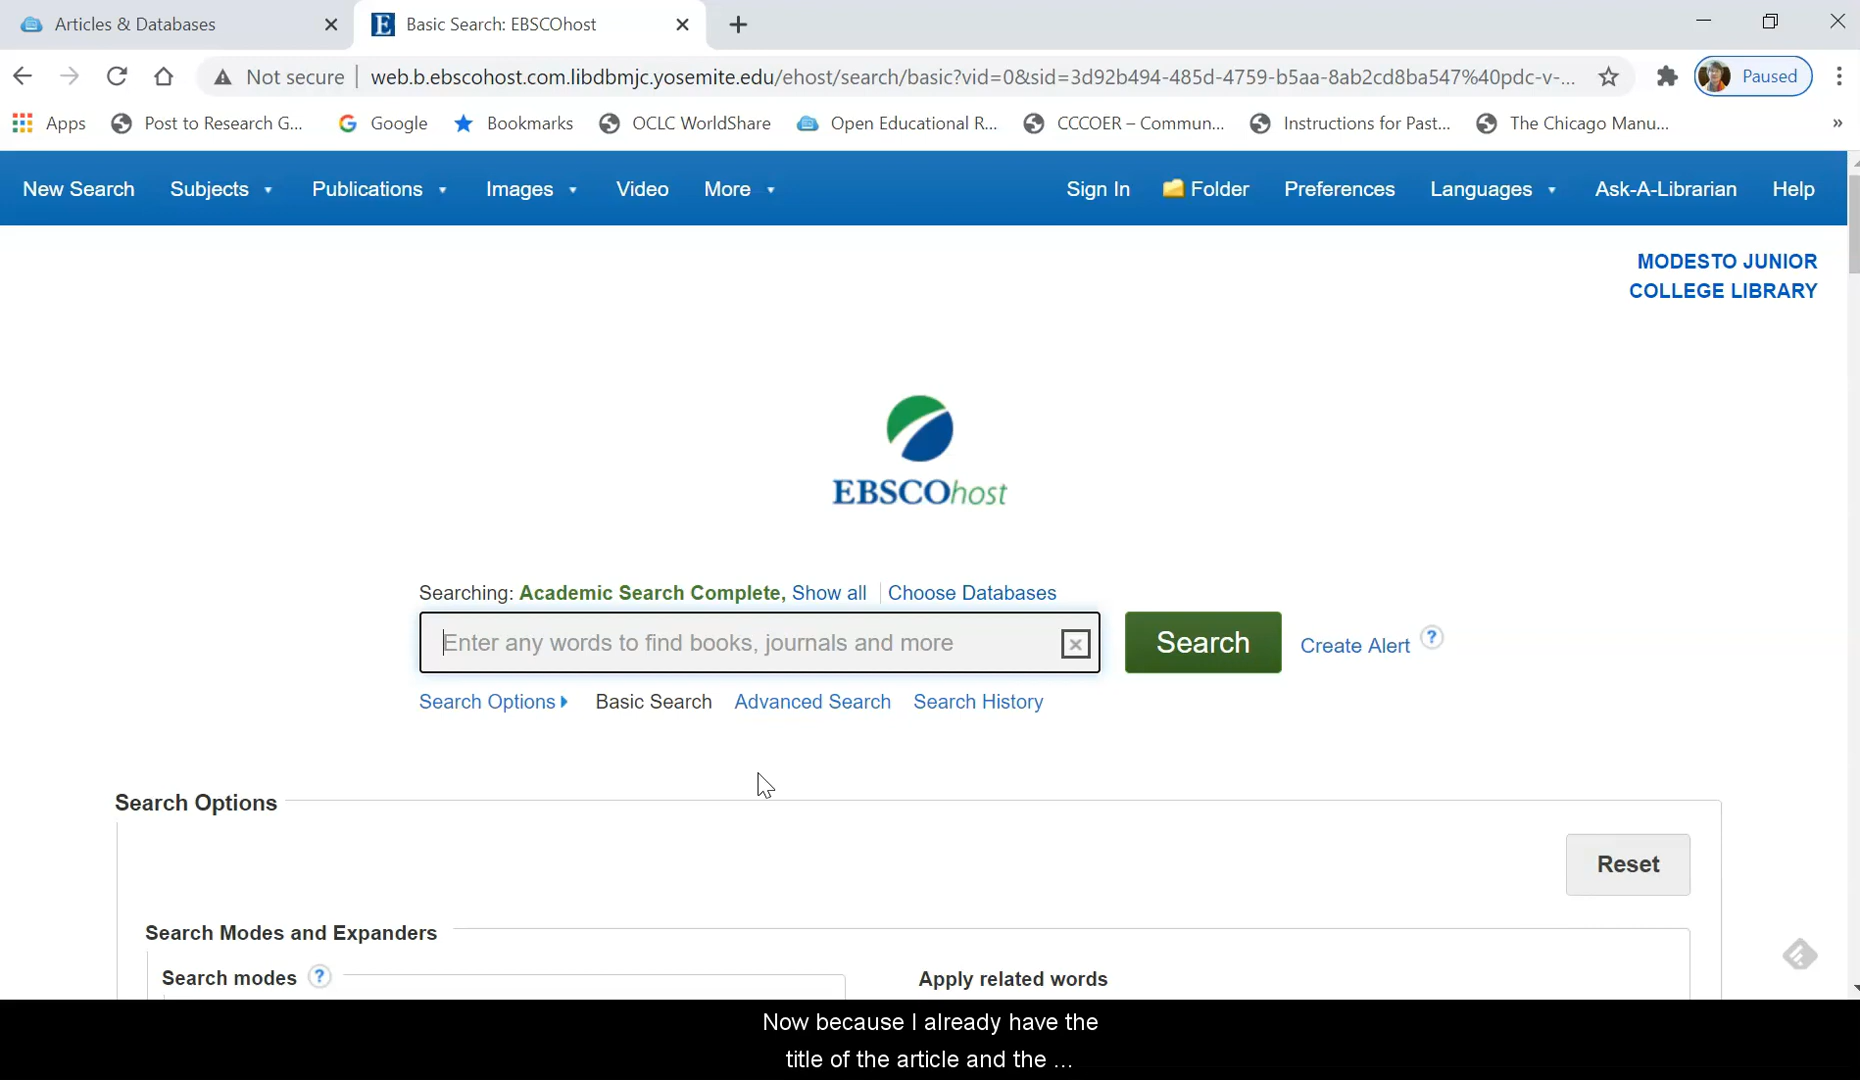 Articles & Databases
Basic Search: EBSCOhost
Not secure web.b.ebscohost.com.libdbmjc.yosemite.edu/ehost/search/basic?vid=0&sid=3d92b494-485d-4759-b5aa-8ab2cd8ba547%40pdc-v-... Paused
Apps Post to Research G... Google Bookmarks OCLC WorldShare Open Educational R... CCCOER – Commun... Instructions for Past... The Chicago Manu... »
New Search Subjects Publications Images Video More Sign In Folder Preferences Languages Ask-A-Librarian Help
MODESTO JUNIOR
COLLEGE LIBRARY
EBSCOhost
Searching: Academic Search Complete, Show all Choose Databases
Enter any words to find books, journals and more
Search
Create Alert ?
Search Options Basic Search Advanced Search Search History
Search Options
Reset
Search Modes and Expanders
Search modes ?
Apply related words
Now because I already have the
title of the article and the ...